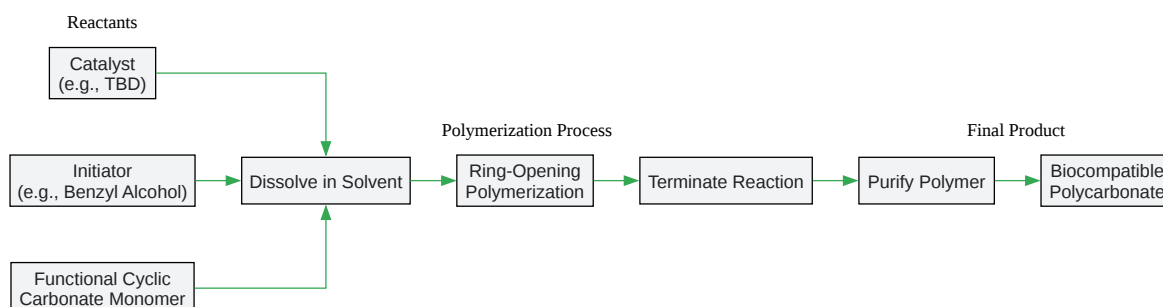 Reactants
Catalyst
(e.g., TBD)
Polymerization Process
Final Product
Initiator
(e.g., Benzyl Alcohol)
Dissolve in Solvent
Ring-Opening
Polymerization
Terminate Reaction
Purify Polymer
Biocompatible
Polycarbonate
Functional Cyclic
Carbonate Monomer